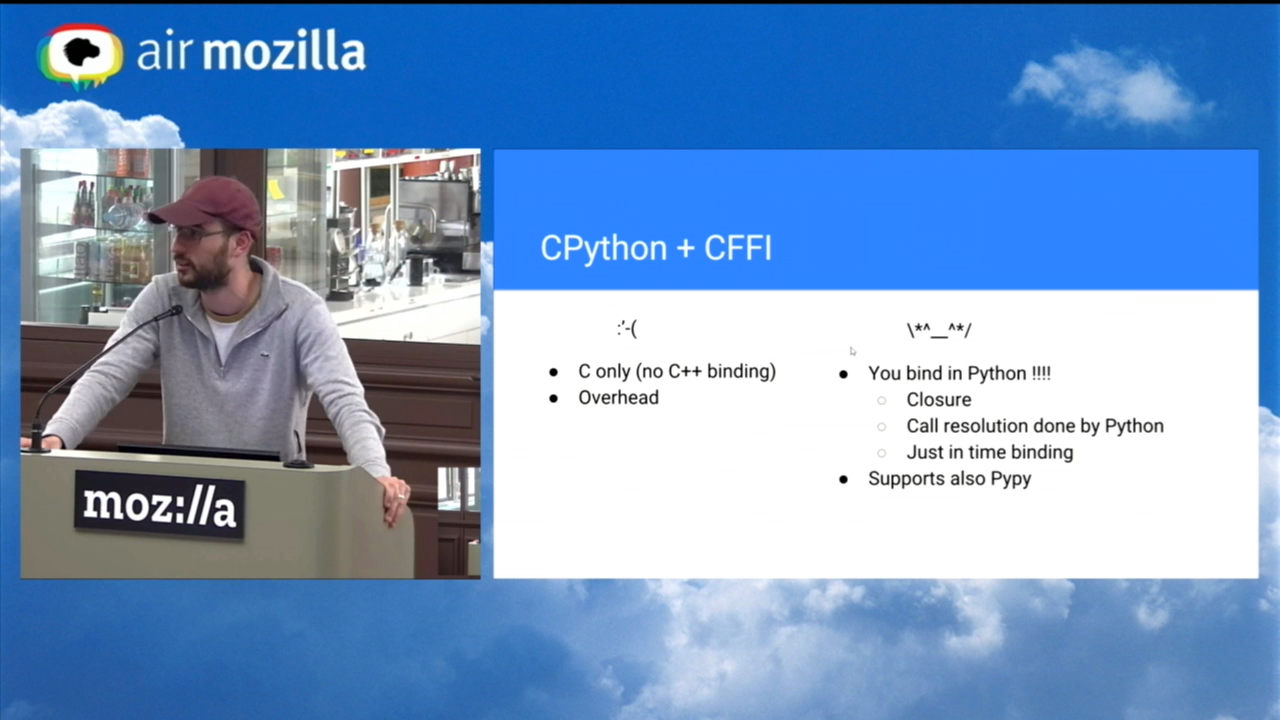 air mozilla
moz://a
CPython + CFFI
:'-(
● C only (no C++ binding)
● Overhead
\*^__^*/
● You bind in Python !!!!
○ Closure
○ Call resolution done by Python
○ Just in time binding
● Supports also Pypy